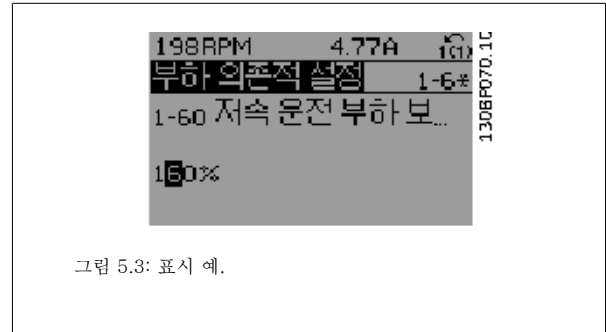 198RPM 4.77A 1(1)
부하 의존적 설정 1-6*
1-60 저속 운전 부하 보...
160%
130BP070.10
그림 5.3: 표시 예.